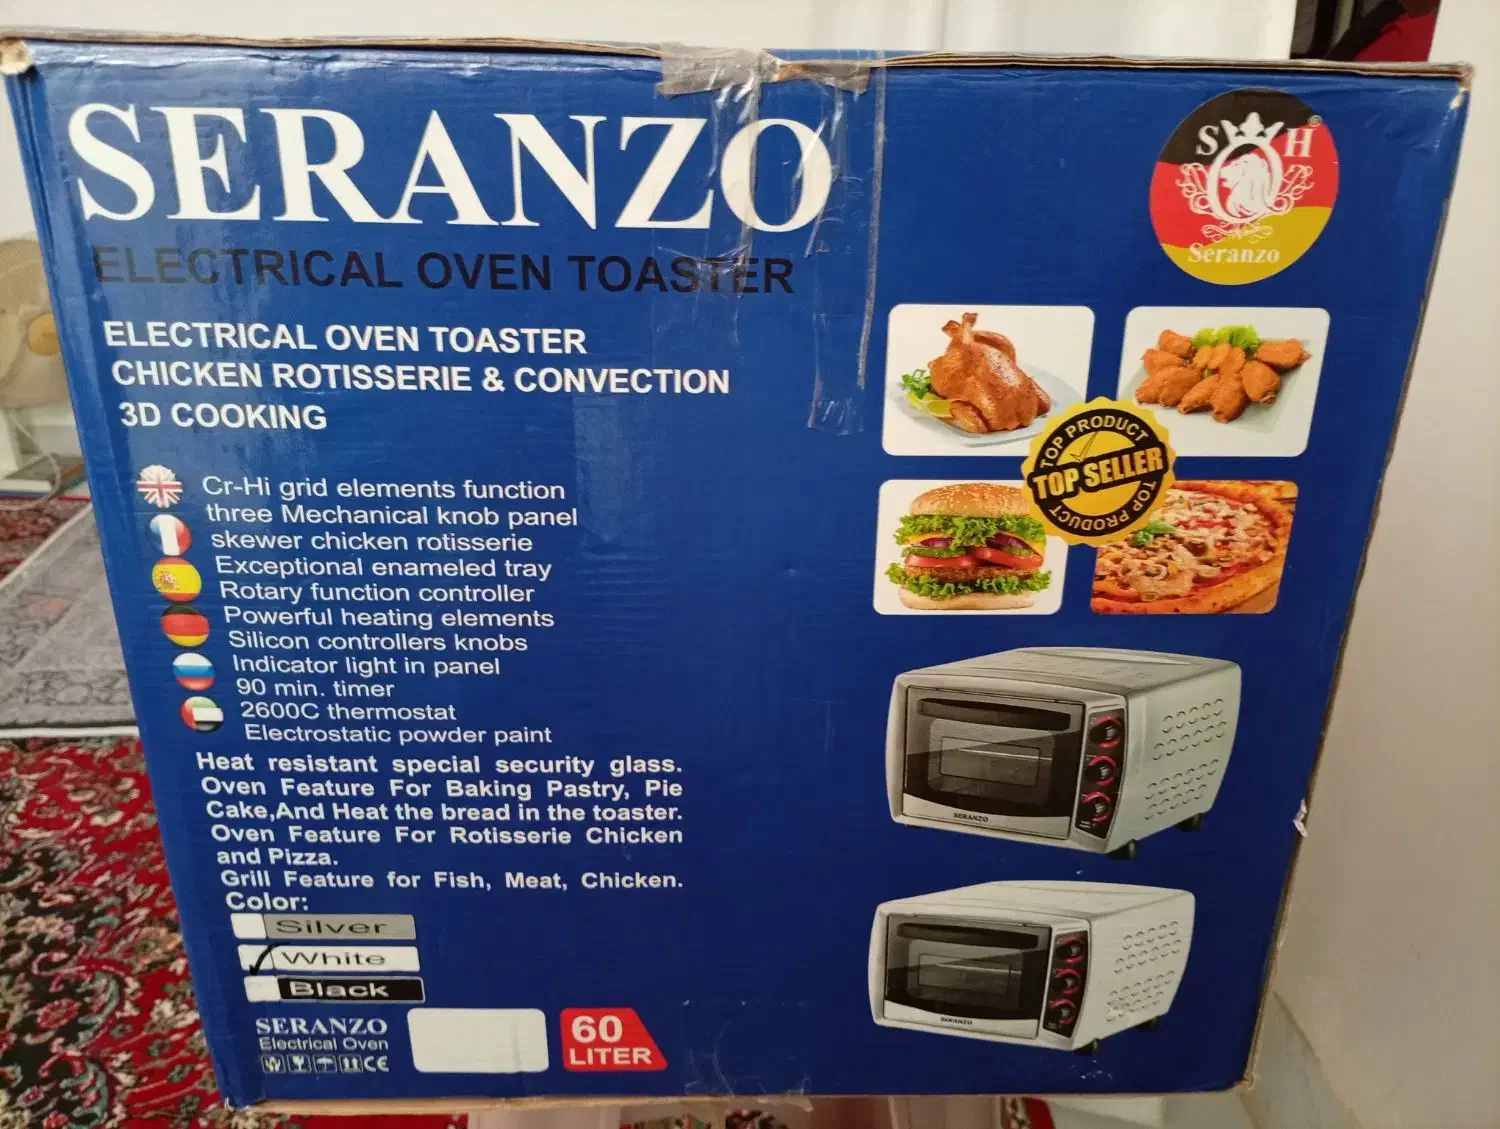 SERANZO
ELECTRICAL OVEN TOASTER
ELECTRICAL OVEN TOASTER
CHICKEN ROTISSERIE & CONVECTION
3D COOKING
Cr-Hi grid elements function
three Mechanical knob panel
skewer chicken rotisserie
Exceptional enameled tray
Rotary function controller
Powerful heating elements
Silicon controllers knobs
Indicator light in panel
90 min. timer
2600C thermostat
Electrostatic powder paint
Heat resistant special security glass.
Oven Feature For Baking Pastry, Pie
Cake,And Heat the bread in the toaster.
Oven Feature For Rotisserie Chicken
and Pizza.
Grill Feature for Fish, Meat, Chicken.
Color:
Silver
White
Black
SERANZO
Electrical Oven
CE
60
LITER
S H ®
Seranzo
TOP PRODUCT
TOP SELLER
TOP PRODUCT
SERANZO
SERANZO